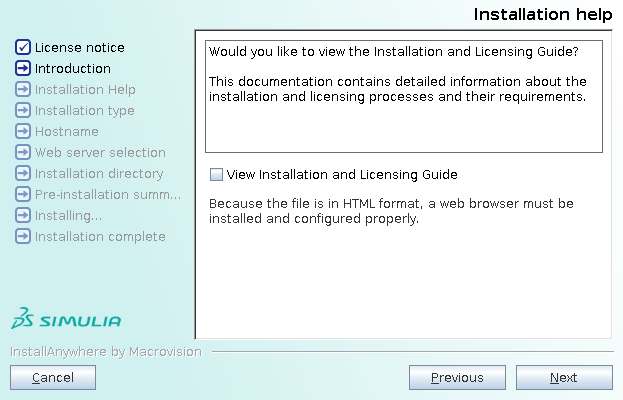 Installation help
License notice
Introduction
Installation Help
Installation type
Hostname
Web server selection
Installation directory
Pre-installation summ...
Installing...
Installation complete
Would you like to view the Installation and Licensing Guide?
This documentation contains detailed information about the
installation and licensing processes and their requirements.
View Installation and Licensing Guide
Because the file is in HTML format, a web browser must be
installed and configured properly.
SIMULIA
InstallAnywhere by Macrovision
Cancel
Previous
Next